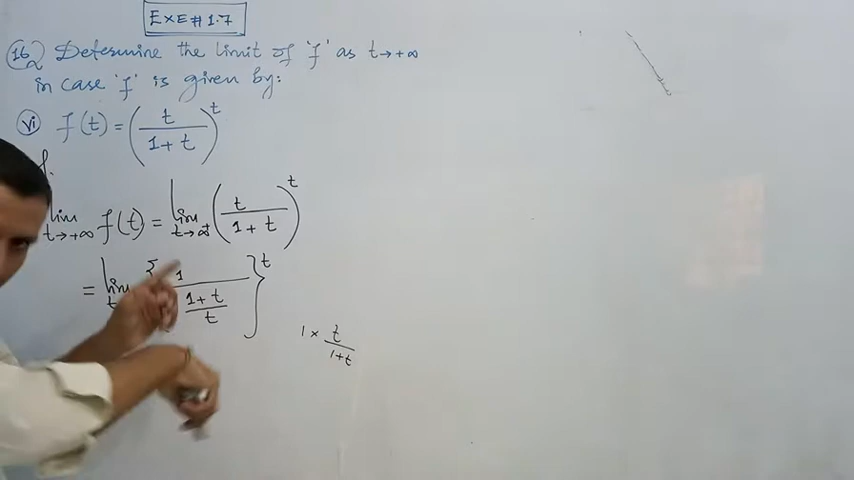 EXE # 1.7
16 Determine the limit of 'f' as t→+∞
in case 'f' is given by:
vi f(t) = (t/(1+t))^t
lim t→+∞ f(t) = lim t→∞ (t/(1+t))^t
= lim t {1/((1+t)/t)}^t
1 × t/(1+t)